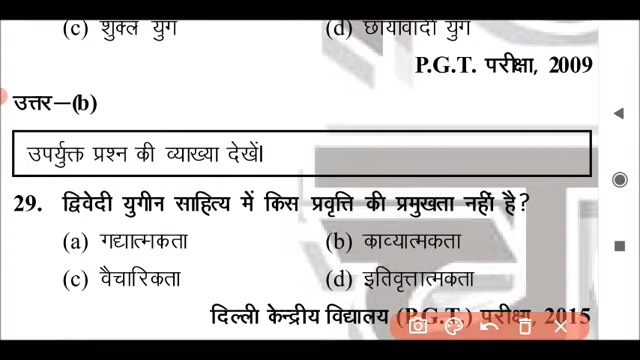 (c) शुक्ल युग (d) छायावादी युग
P.G.T. परीक्षा, 2009
उत्तर—(b)
उपर्युक्त प्रश्न की व्याख्या देखें।
29. द्विवेदी युगीन साहित्य में किस प्रवृत्ति की प्रमुखता नहीं है?
(a) गद्यात्मकता (b) काव्यात्मकता
(c) वैचारिकता (d) इतिवृत्तात्मकता
दिल्ली केन्द्रीय विद्यालय (P.G.T.) परीक्षा, 2015